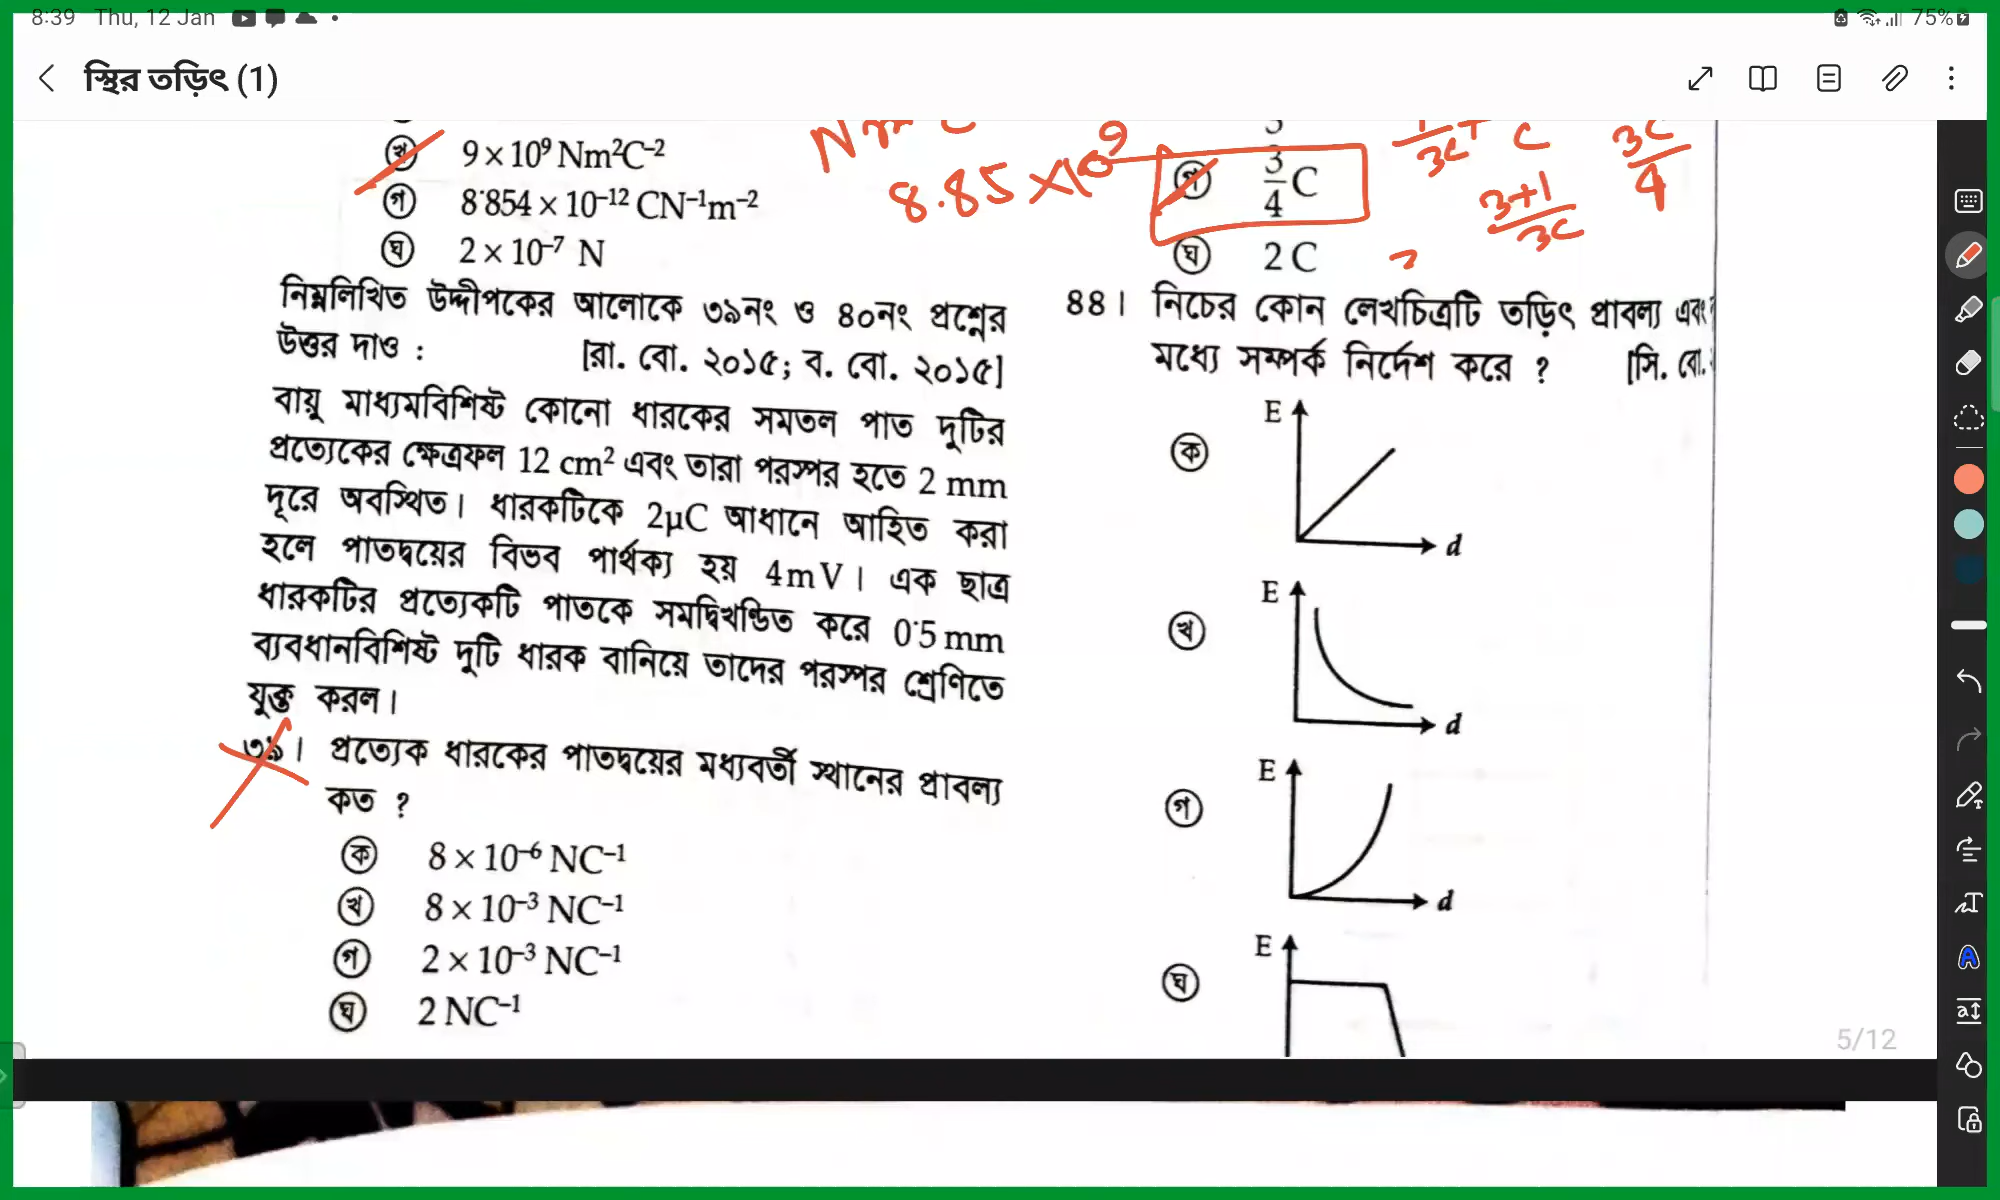 8:39 Thu, 12 Jan
75%
স্থির তড়িৎ (1)
খ 9 × 10⁹ Nm²C⁻²
গ 8·854 × 10⁻¹² CN⁻¹m⁻²
ঘ 2 × 10⁻⁷ N
নিম্নলিখিত উদ্দীপকের আলোকে ৩৯নং ও ৪০নং প্রশ্নের
উত্তর দাও : [রা. বো. ২০১৫; ব. বো. ২০১৫]
বায়ু মাধ্যমবিশিষ্ট কোনো ধারকের সমতল পাত দুটির
প্রত্যেকের ক্ষেত্রফল 12 cm² এবং তারা পরস্পর হতে 2 mm
দূরে অবস্থিত। ধারকটিকে 2μC আধানে আহিত করা
হলে পাতদ্বয়ের বিভব পার্থক্য হয় 4mV। এক ছাত্র
ধারকটির প্রত্যেকটি পাতকে সমদ্বিখণ্ডিত করে 0·5 mm
ব্যবধানবিশিষ্ট দুটি ধারক বানিয়ে তাদের পরস্পর শ্রেণিতে
যুক্ত করল।
৩৯। প্রত্যেক ধারকের পাতদ্বয়ের মধ্যবর্তী স্থানের প্রাবল্য
কত ?
ক 8 × 10⁻⁶ NC⁻¹
খ 8 × 10⁻³ NC⁻¹
গ 2 × 10⁻³ NC⁻¹
ঘ 2 NC⁻¹
8.85 × 10⁹
গ 3/4 C
3+1/3C
3C/4
ঘ 2 C
৪৪। নিচের কোন লেখচিত্রটি তড়িৎ প্রাবল্য এবং
মধ্যে সম্পর্ক নির্দেশ করে ? [সি. বো.
ক E d
খ E d
গ E d
ঘ E
5/12